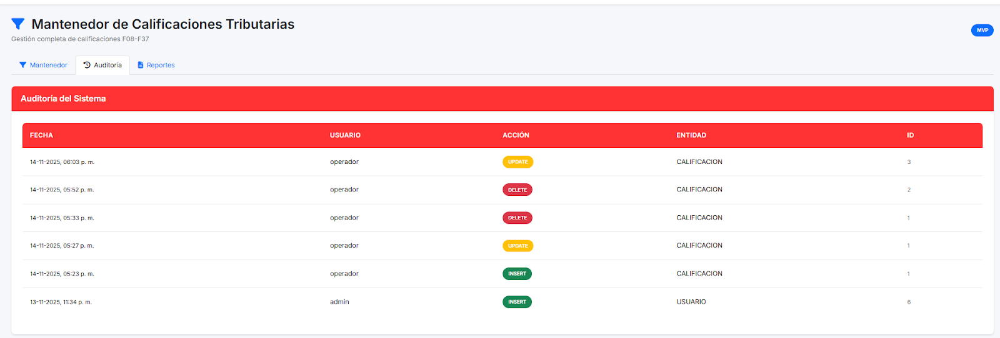 Mantenedor de Calificaciones Tributarias
Gestión completa de calificaciones F08-F37
MVP
Mantenedor Auditoría Reportes
Auditoría del Sistema
FECHA USUARIO ACCIÓN ENTIDAD ID
14-11-2025, 06:03 p. m. operador UPDATE CALIFICACION 3
14-11-2025, 05:52 p. m. operador DELETE CALIFICACION 2
14-11-2025, 05:33 p. m. operador DELETE CALIFICACION 1
14-11-2025, 05:27 p. m. operador UPDATE CALIFICACION 1
14-11-2025, 05:23 p. m. operador INSERT CALIFICACION 1
13-11-2025, 11:34 p. m. admin INSERT USUARIO 6